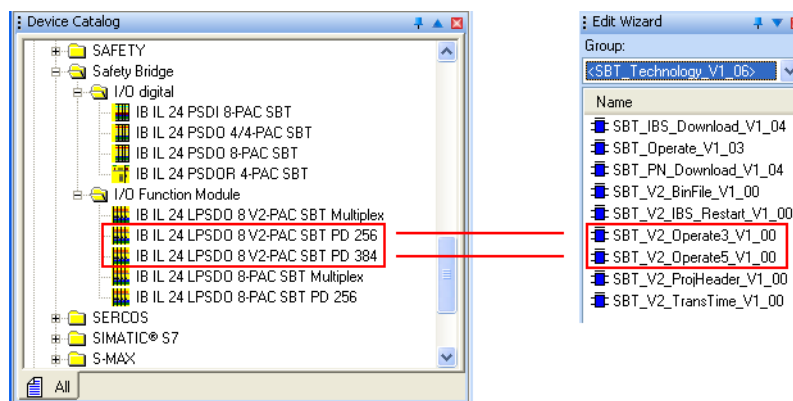 Device Catalog
SAFETY
Safety Bridge
I/O digital
IB IL 24 PSDI 8-PAC SBT
IB IL 24 PSDO 4/4-PAC SBT
IB IL 24 PSDO 8-PAC SBT
IB IL 24 PSDOR 4-PAC SBT
I/O Function Module
IB IL 24 LPSDO 8 V2-PAC SBT Multiplex
IB IL 24 LPSDO 8 V2-PAC SBT PD 256
IB IL 24 LPSDO 8 V2-PAC SBT PD 384
IB IL 24 LPSDO 8-PAC SBT Multiplex
IB IL 24 LPSDO 8-PAC SBT PD 256
SERCOS
SIMATIC® S7
S-MAX
All
Edit Wizard
Group:
<SBT_Technology_V1_06>
Name
SBT_IBS_Download_V1_04
SBT_Operate_V1_03
SBT_PN_Download_V1_04
SBT_V2_BinFile_V1_00
SBT_V2_IBS_Restart_V1_00
SBT_V2_Operate3_V1_00
SBT_V2_Operate5_V1_00
SBT_V2_ProjHeader_V1_00
SBT_V2_TransTime_V1_00